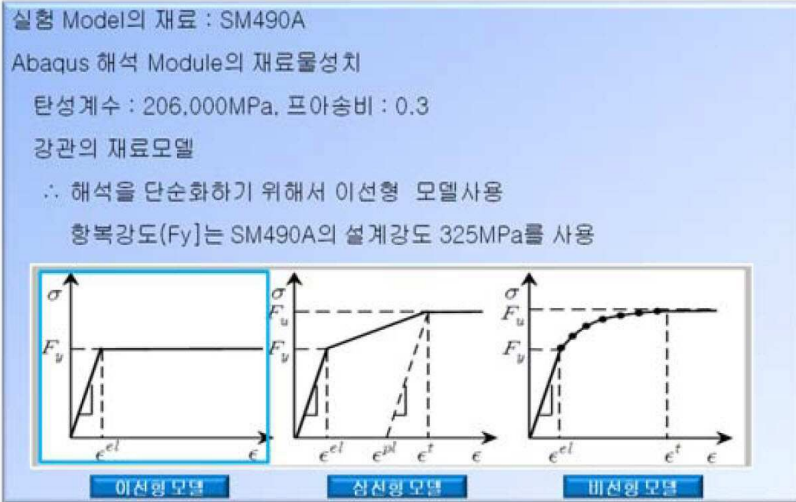 실험 Model의 재료 : SM490A
Abaqus 해석 Module의 재료물성치
탄성계수 : 206,000MPa, 프아송비 : 0.3
강관의 재료모델
∴ 해석을 단순화하기 위해서 이선형 모델사용
항복강도(Fy]는 SM490A의 설계강도 325MPa를 사용
σ
F_y
ϵ^el
ϵ
σ
F_u
F_y
ϵ^el
ϵ^pl
ϵ^t
ϵ
σ
F_u
F_y
ϵ^el
ϵ^t
ϵ
이선형 모델
삼선형 모델
비선형 모델